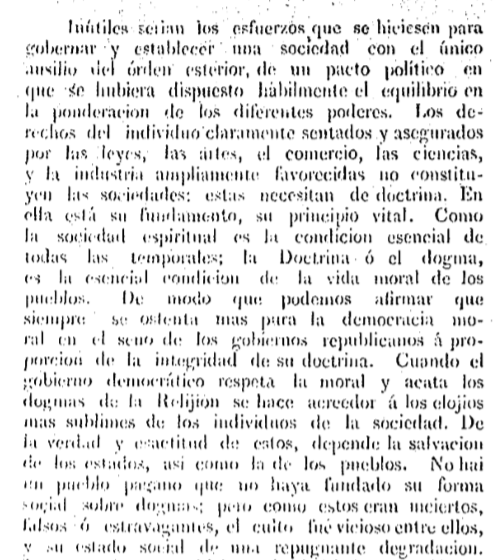 Inútiles serian los esfuerzos que se hiciesen para
gobernar y establecer una sociedad con el único
ausilio del órden esterior, de un pacto político en
que se hubiera dispuesto hábilmente el equilibrio en
la ponderacion de los diferentes poderes. Los de-
rechos del individuo claramente sentados y asegurados
por las leyes, las artes, el comercio, las ciencias,
y la industria ampliamente favorecidas no constitu-
yen las sociedades: estas necesitan de doctrina. En
ella está su fundamento, su principio vital. Como
la sociedad espiritual es la condicion esencial de
todas las temporales; la Doctrina ó el dogma,
es la esencial condicion de la vida moral de los
pueblos. De modo que podemos afirmar que
siempre se ostenta mas pura la democracia mo-
ral en el seno de los gobiernos republicanos á pro-
porcion de la integridad de su doctrina. Cuando el
gobierno democrático respeta la moral y acata los
dogmas de la Relijion se hace acreedor á los elojios
mas sublimes de los individuos de la sociedad. De
la verdad y esactitud de estos, depende la salvacion
de los estados, asi como la de los pueblos. No hai
un pueblo pagano que no haya fundado su forma
social sobre dogmas; pero como estos eran inciertos,
falsos ó estravagantes, el culto fué vicioso entre ellos,
y su estado social de una repugnante degradacion.